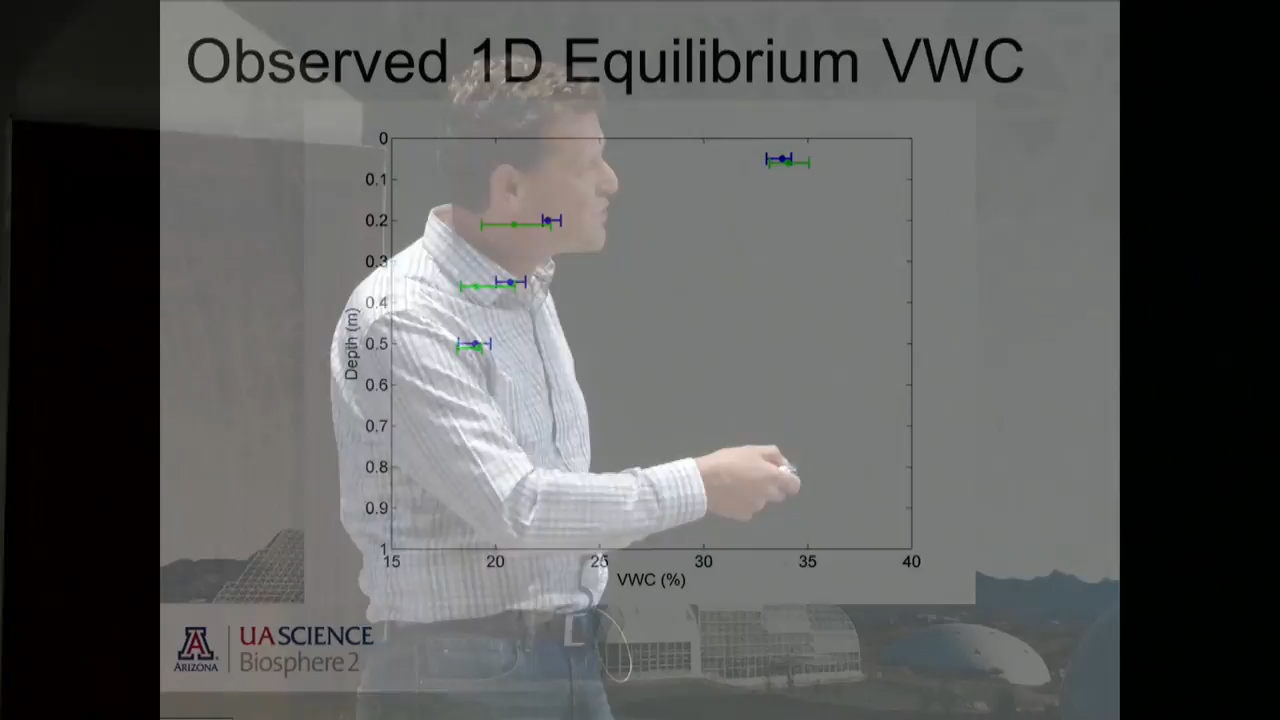 Observed 1D Equilibrium VWC
0
0.1
0.2
0.3
0.4
0.5
0.6
0.7
0.8
0.9
1
Depth (m)
15 20 25 30 35 40
VWC (%)
A
ARIZONA
UA SCIENCE
Biosphere 2